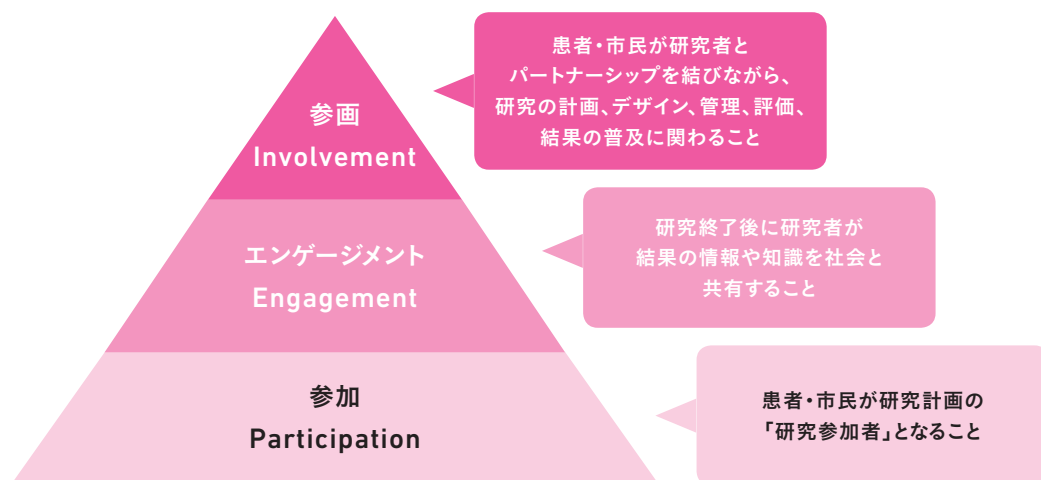 参画
Involvement
患者・市民が研究者と
パートナーシップを結びながら、
研究の計画、デザイン、管理、評価、
結果の普及に関わること
エンゲージメント
Engagement
研究終了後に研究者が
結果の情報や知識を社会と
共有すること
参加
Participation
患者・市民が研究計画の
「研究参加者」となること